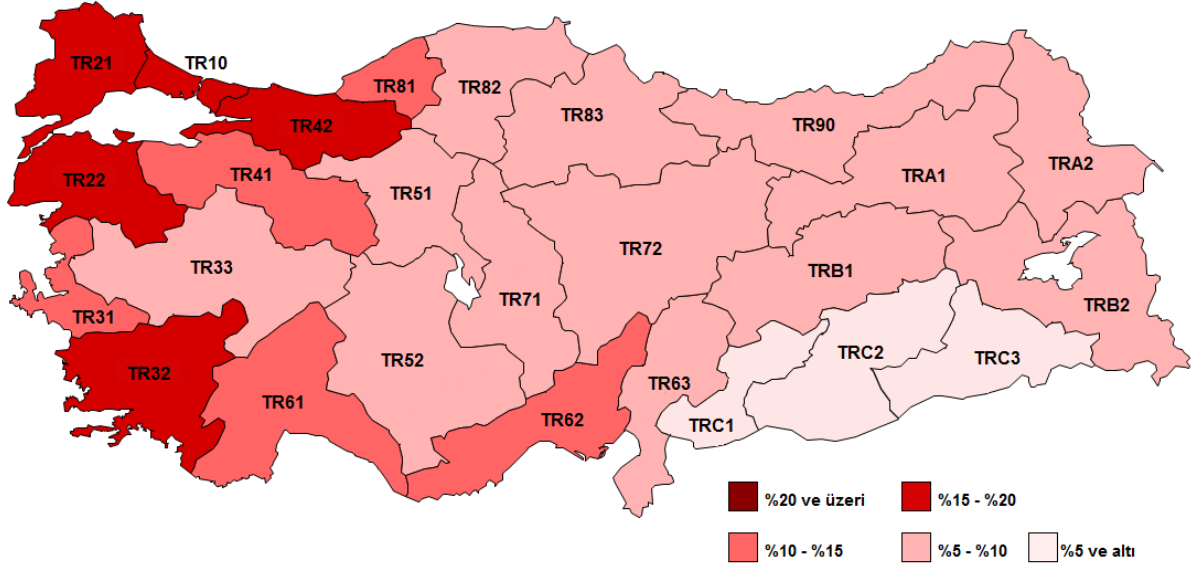 TR10
TR21
TR81
TR82
TR83
TR42
TR90
TR22
TR41
TRA2
TRA1
TR51
TR72
TR33
TRB1
TR71
TRB2
TR31
TR52
TRC2
TRC3
TR32
TR63
TR61
TR62
TRC1
%20 ve üzeri
%15 - %20
%10 - %15
%5 - %10
%5 ve altı